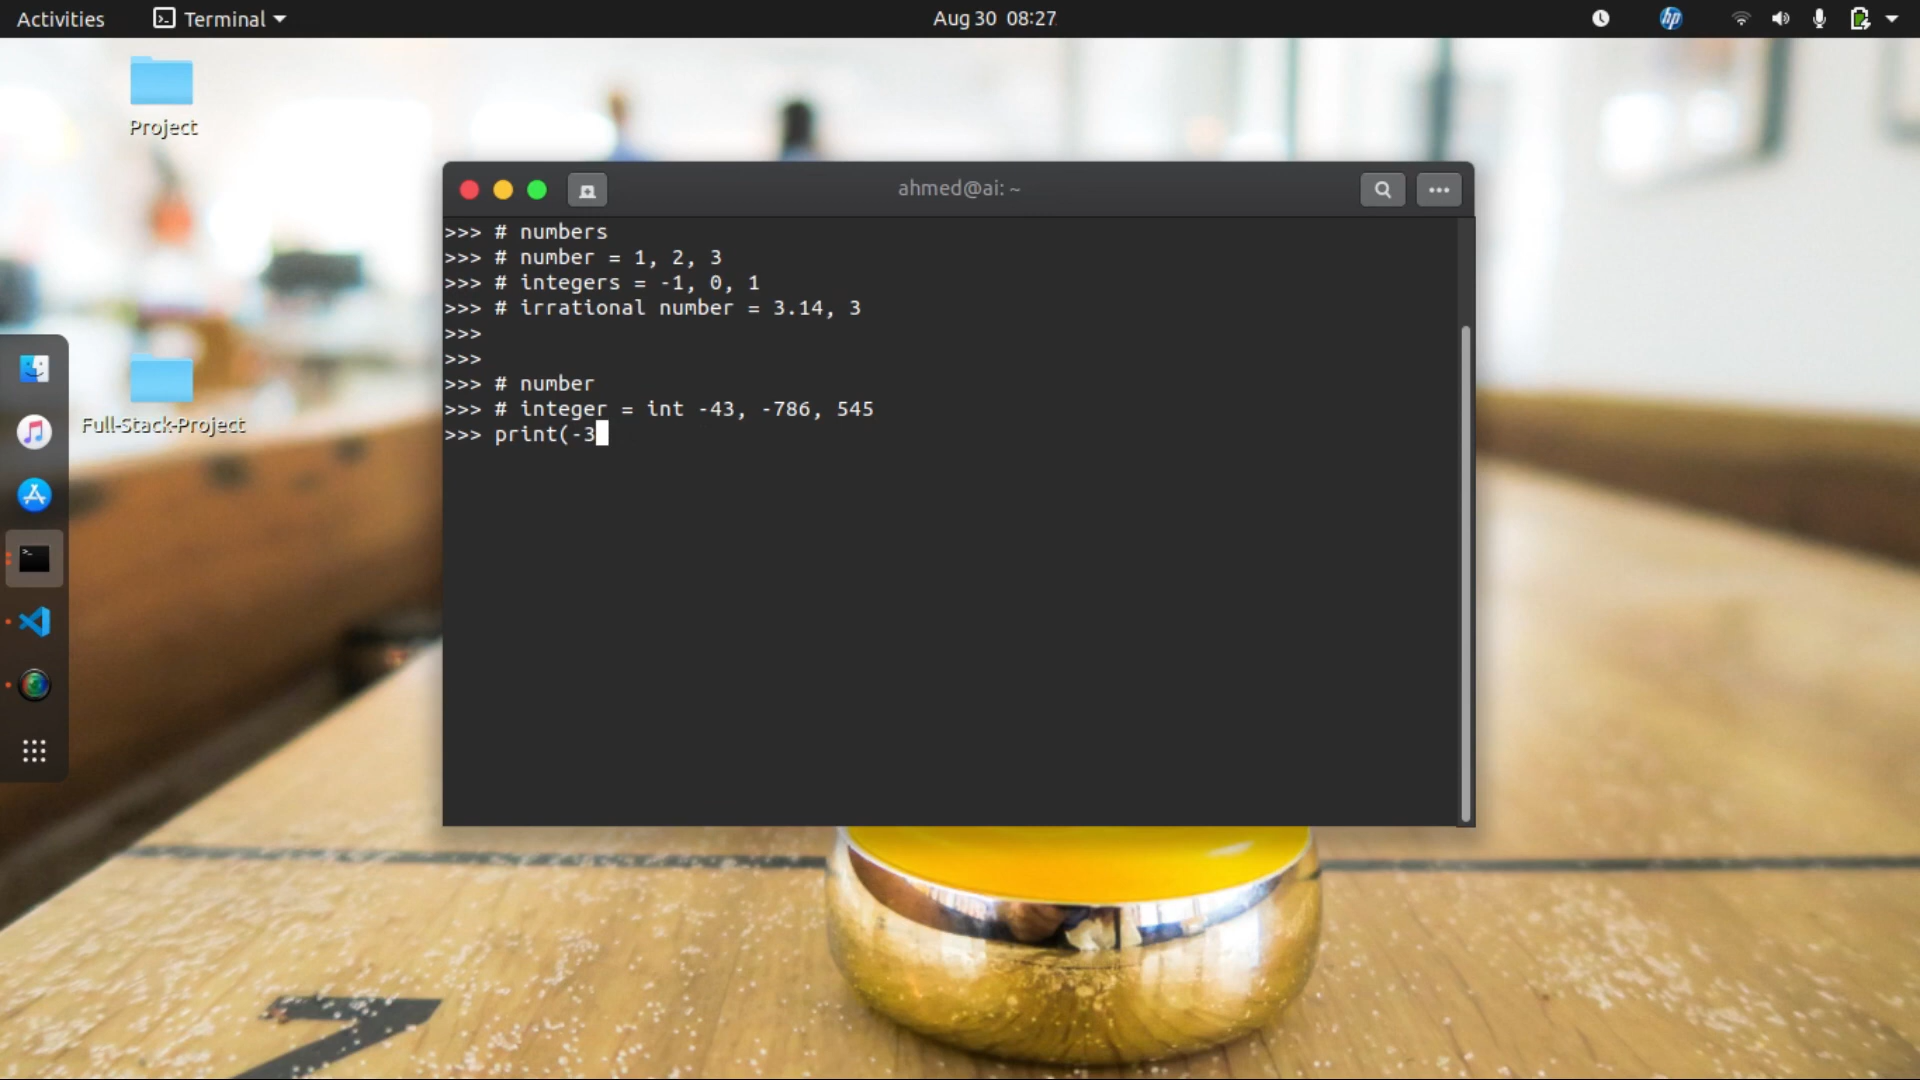 Activities
Terminal
Aug 30 08:27
hp
Project
Full-Stack-Project
ahmed@ai: ~
>>> # numbers
>>> # number = 1, 2, 3
>>> # integers = -1, 0, 1
>>> # irrational number = 3.14, 3
>>>
>>>
>>> # number
>>> # integer = int -43, -786, 545
>>> print(-3